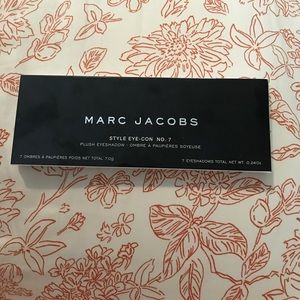 MARC JACOBS
STYLE EYE-CON NO. 7
PLUSH EYESHADOW - OMBRE À PAUPIÈRES SOYEUSE
7 OMBRES À PAUPIÈRES POIDS NET TOTAL 7.0g 7 EYESHADOWS TOTAL NET WT. 0.24Oz